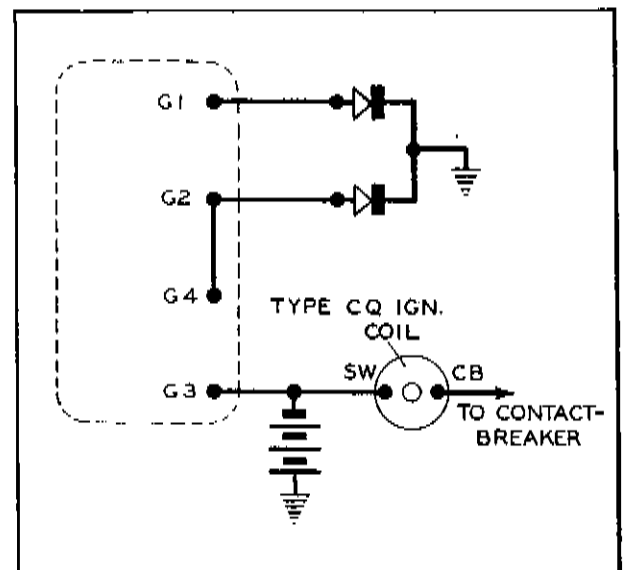 G1
G2
G4
TYPE CQ IGN.
COIL
G3
SW
CB
TO CONTACT-
BREAKER